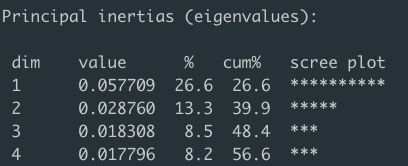 Principal inertias (eigenvalues):
dim value % cum% scree plot
1 0.057709 26.6 26.6 **********
2 0.028760 13.3 39.9 *****
3 0.018308 8.5 48.4 ***
4 0.017796 8.2 56.6 ***